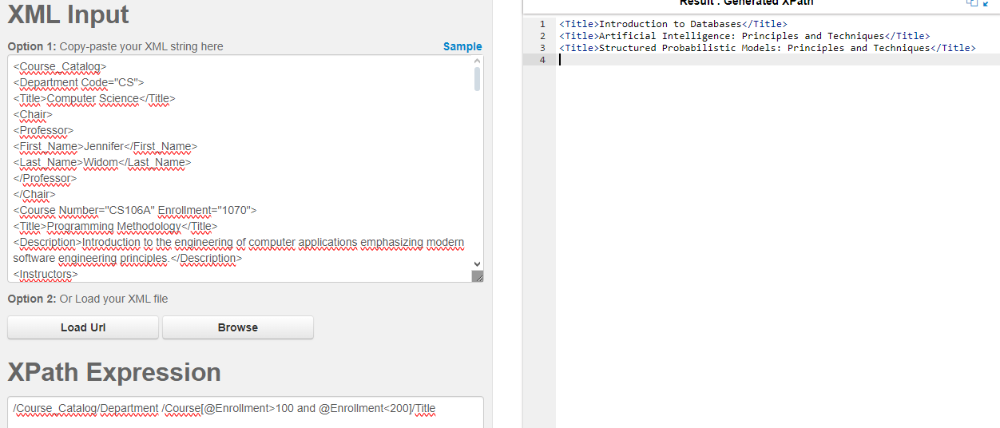 XML Input
Option 1: Copy-paste your XML string here
Sample
<Course_Catalog>
<Department Code="CS">
<Title>Computer Science</Title>
<Chair>
<Professor>
<First_Name>Jennifer</First_Name>
<Last_Name>Widom</Last_Name>
</Professor>
</Chair>
<Course Number="CS106A" Enrollment="1070">
<Title>Programming Methodology</Title>
<Description>Introduction to the engineering of computer applications emphasizing modern
software engineering principles.</Description>
<Instructors>
Option 2: Or Load your XML file
Load Url
Browse
XPath Expression
/Course_Catalog/Department /Course[@Enrollment>100 and @Enrollment<200]/Title
Result : Generated XPath
1 <Title>Introduction to Databases</Title>
2 <Title>Artificial Intelligence: Principles and Techniques</Title>
3 <Title>Structured Probabilistic Models: Principles and Techniques</Title>
4